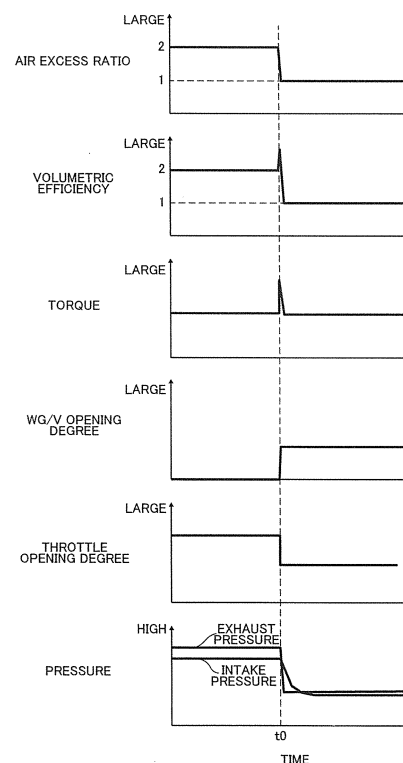 LARGE
2
AIR EXCESS RATIO
1
LARGE
2
VOLUMETRIC
EFFICIENCY
1
LARGE
TORQUE
LARGE
WG/V OPENING
DEGREE
LARGE
THROTTLE
OPENING DEGREE
HIGH
EXHAUST
PRESSURE
PRESSURE
INTAKE
PRESSURE
t0
TIME